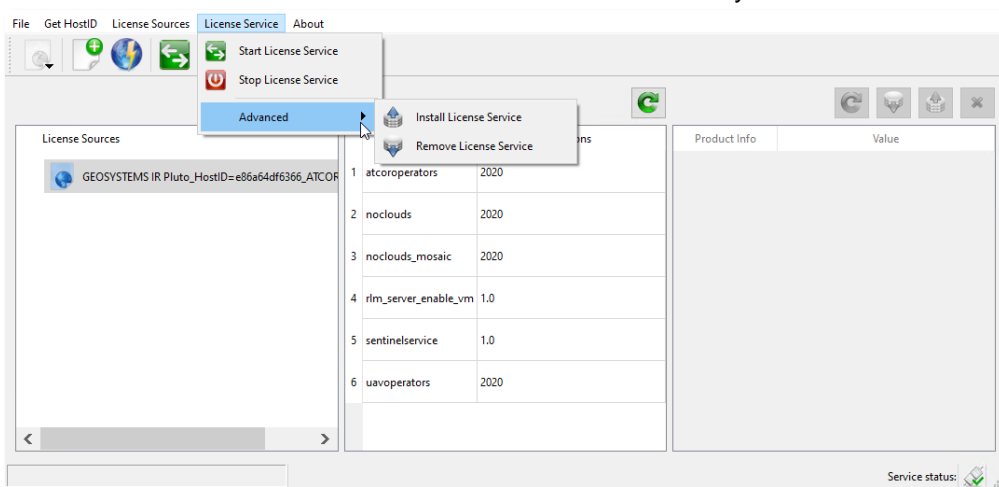 File Get HostID License Sources License Service About
Start License Service
Stop License Service
Advanced
Install License Service
Remove License Service
License Sources
GEOSYSTEMS IR Pluto_HostID=e86a64df6366_ATCOR
1 atcoroperators 2020
2 noclouds 2020
3 noclouds_mosaic 2020
4 rlm_server_enable_vm 1.0
5 sentinelservice 1.0
6 uavoperators 2020
Product Info Value
Service status: